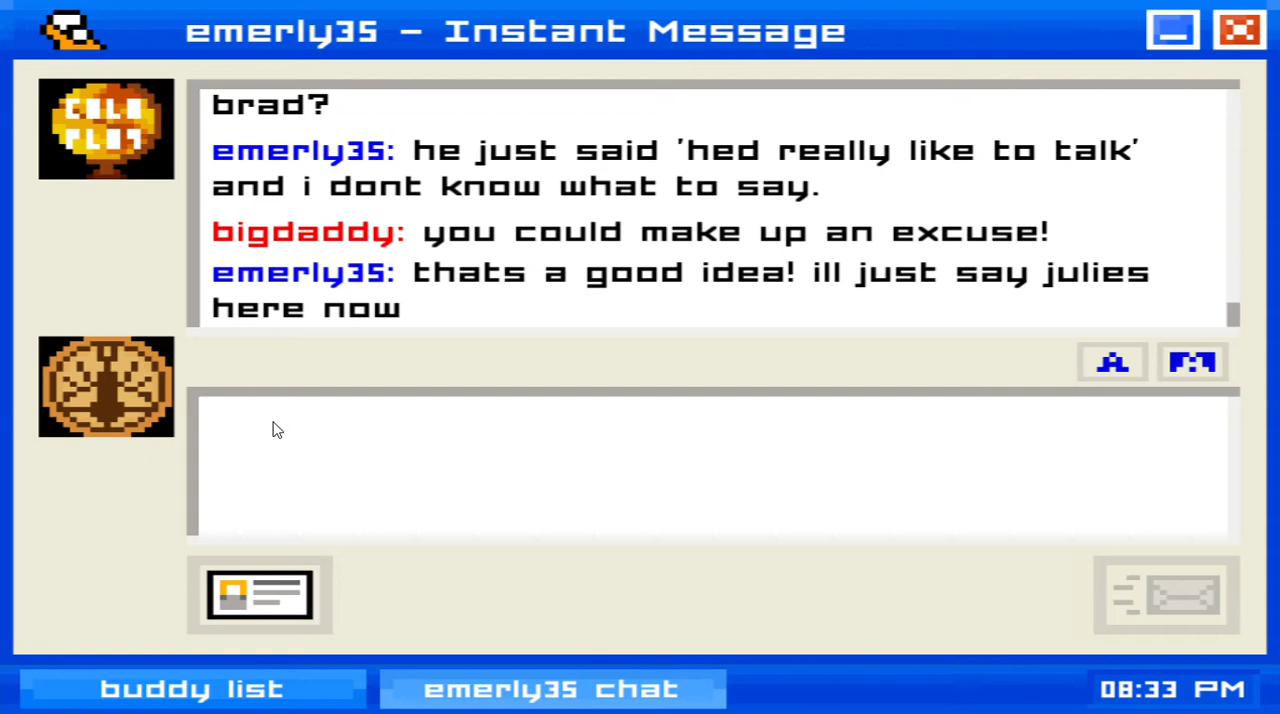 emerly35 - Instant Message
COLD
PLAY
brad?
emerly35: he just said 'hed really like to talk'
and i dont know what to say.
bigdaddy: you could make up an excuse!
emerly35: thats a good idea! ill just say julies
here now
A
buddy list
emerly35 chat
08:33 PM